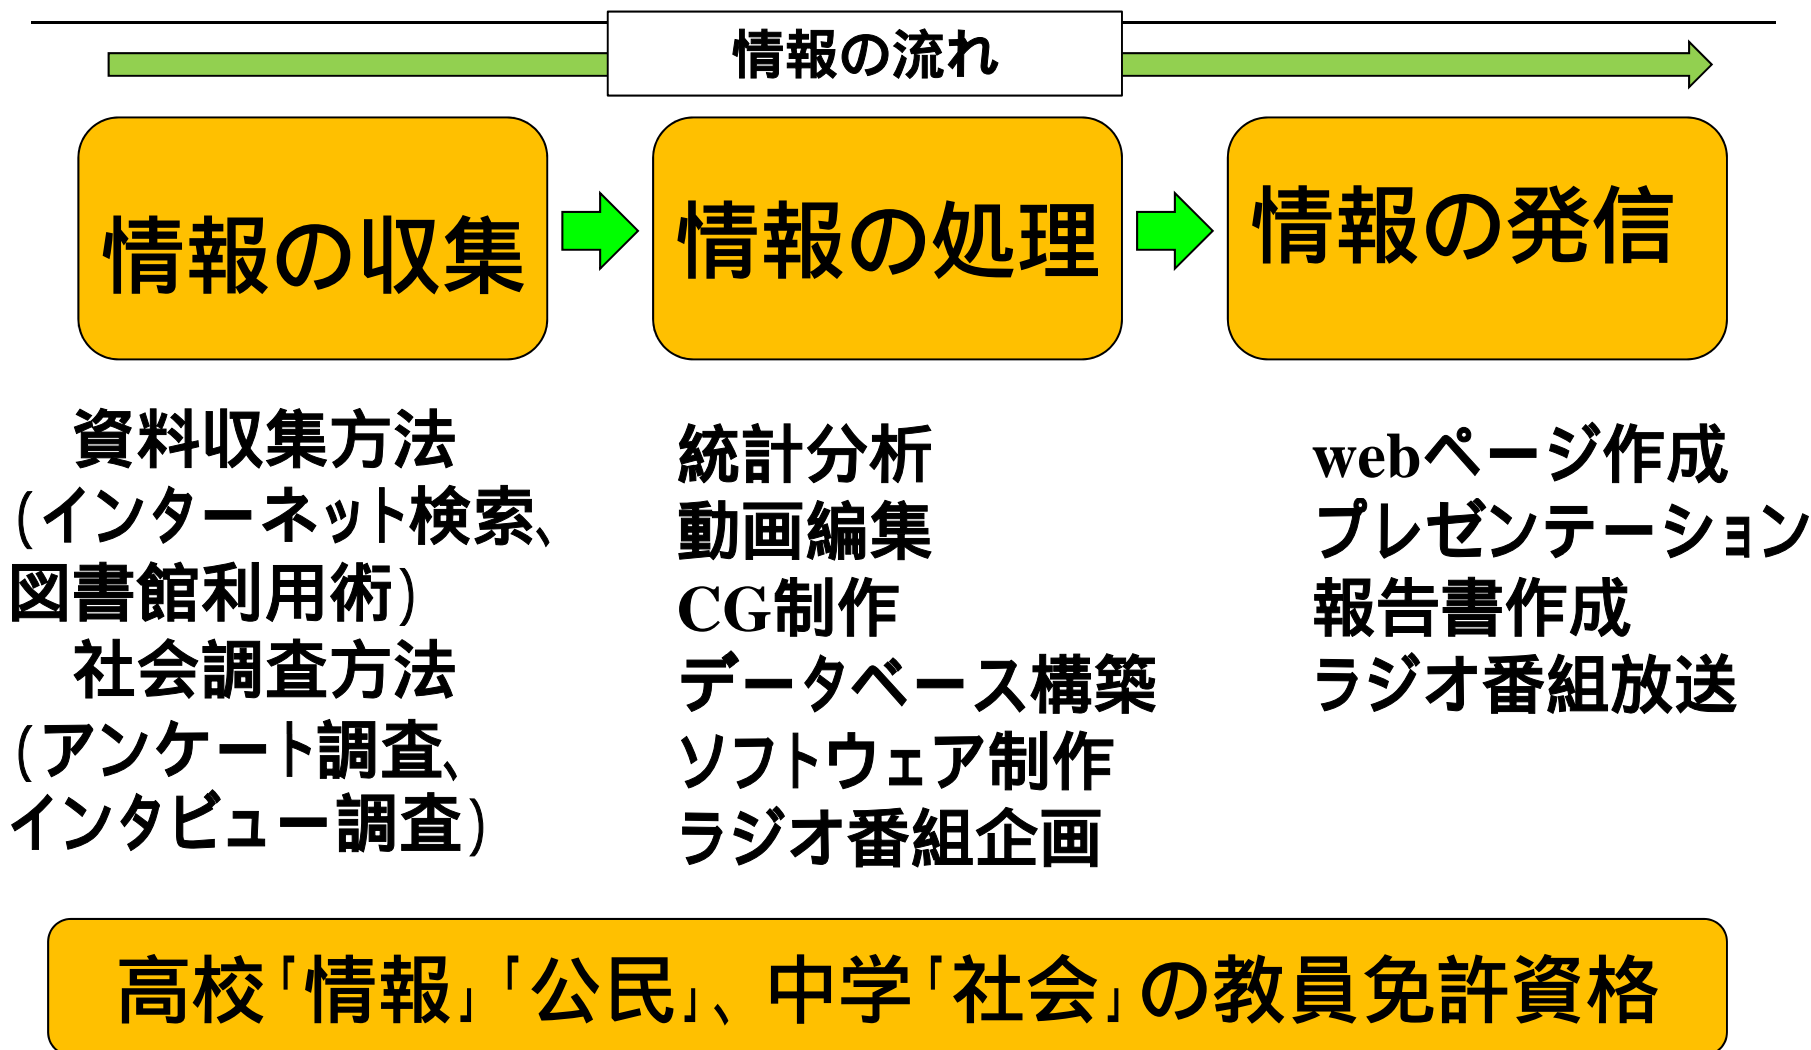 情報の流れ
情報の収集
情報の処理
情報の発信
資料収集方法
(インターネット検索、
図書館利用術)
社会調査方法
(アンケート調査、
インタビュー調査)
統計分析
動画編集
CG制作
データベース構築
ソフトウェア制作
ラジオ番組企画
webページ作成
プレゼンテーション
報告書作成
ラジオ番組放送
高校「情報」「公民」、中学「社会」の教員免許資格